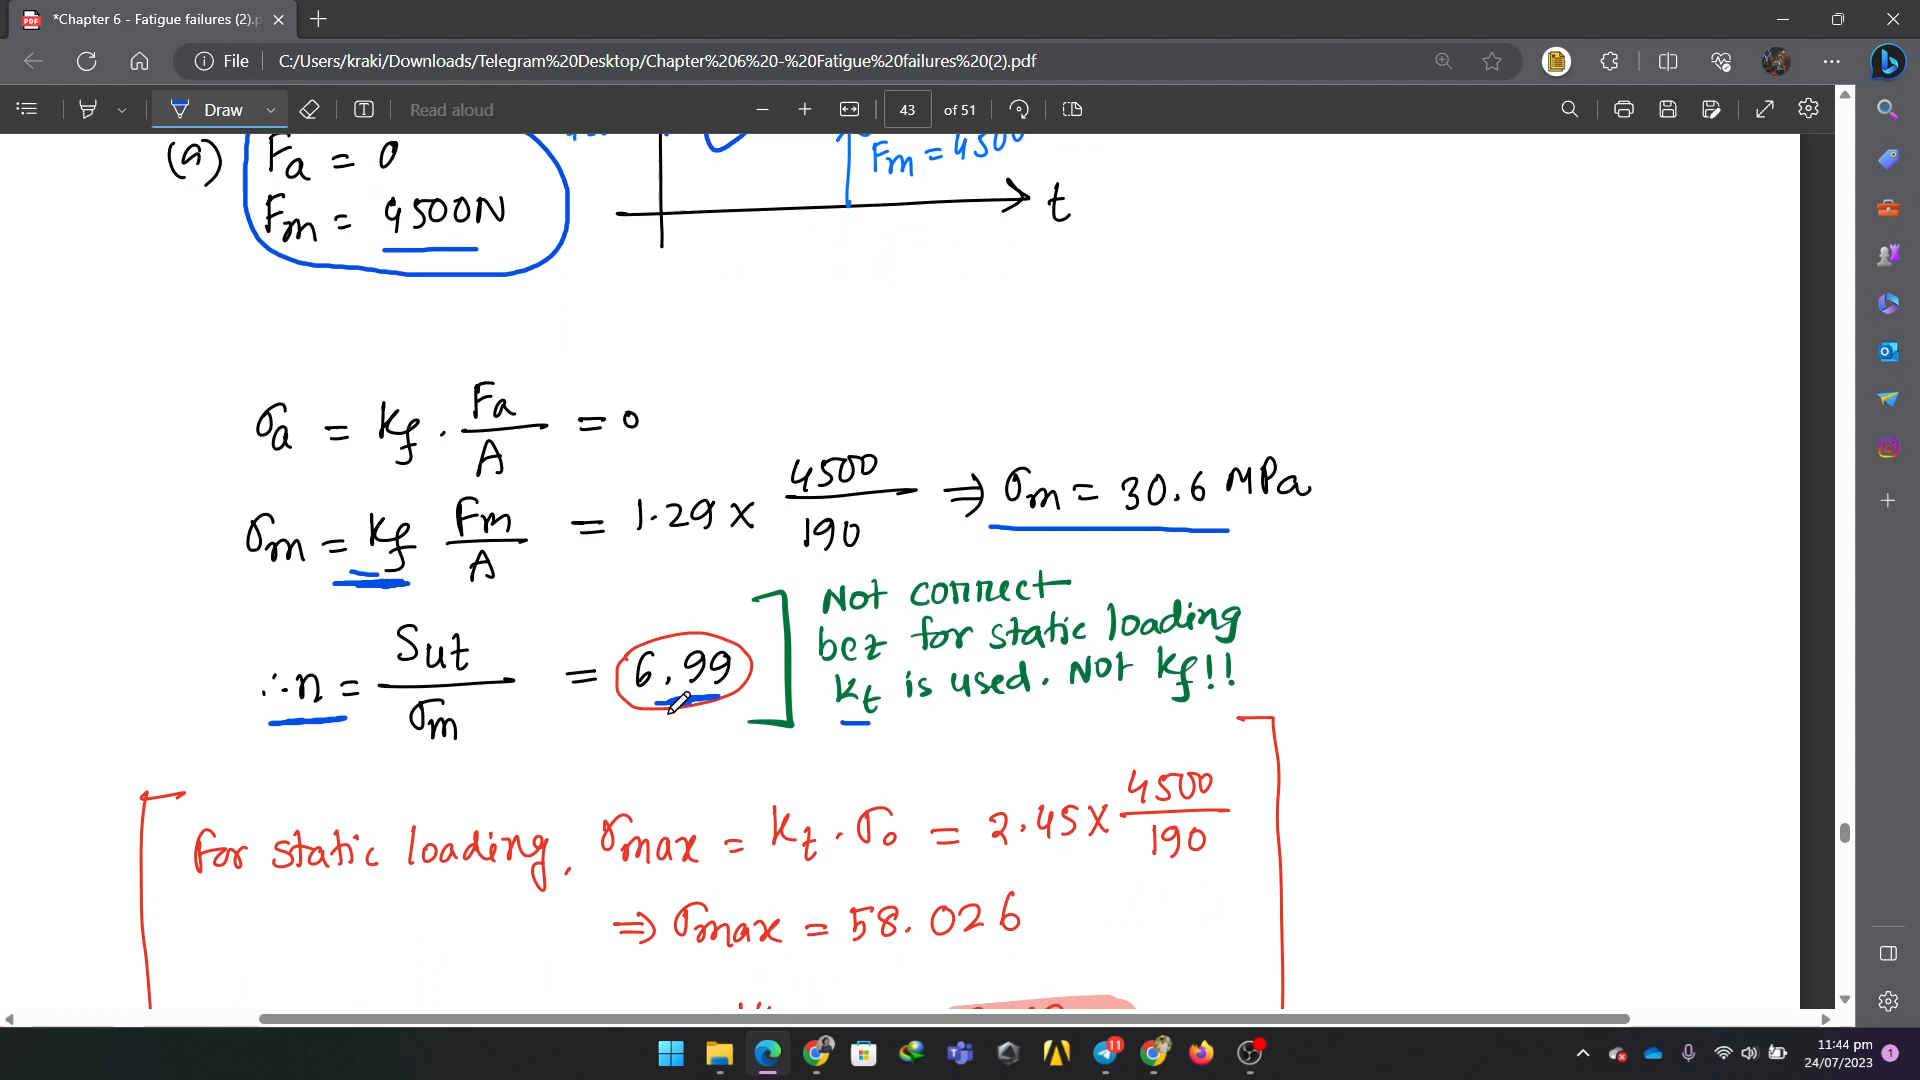 *Chapter 6 - Fatigue failures (2).p
File
C:/Users/kraki/Downloads/Telegram%20Desktop/Chapter%206%20-%20Fatigue%20failures%20(2).pdf
Draw
Read aloud
43 of 51
(a) Fa = 0
Fm = 4500N
Fm = 4500
t
σa = kf . Fa/A = 0
σm = kf Fm/A = 1.29 x 4500/190 ⇒ σm = 30.6 MPa
∴ n = Sut/σm = 6.99
Not correct
bcz for static loading
kt is used. NOT kf!!
For static loading, σmax = kt . σo = 2.45 X 4500/190
⇒ σmax = 58.026
11
11:44 pm
24/07/2023
1